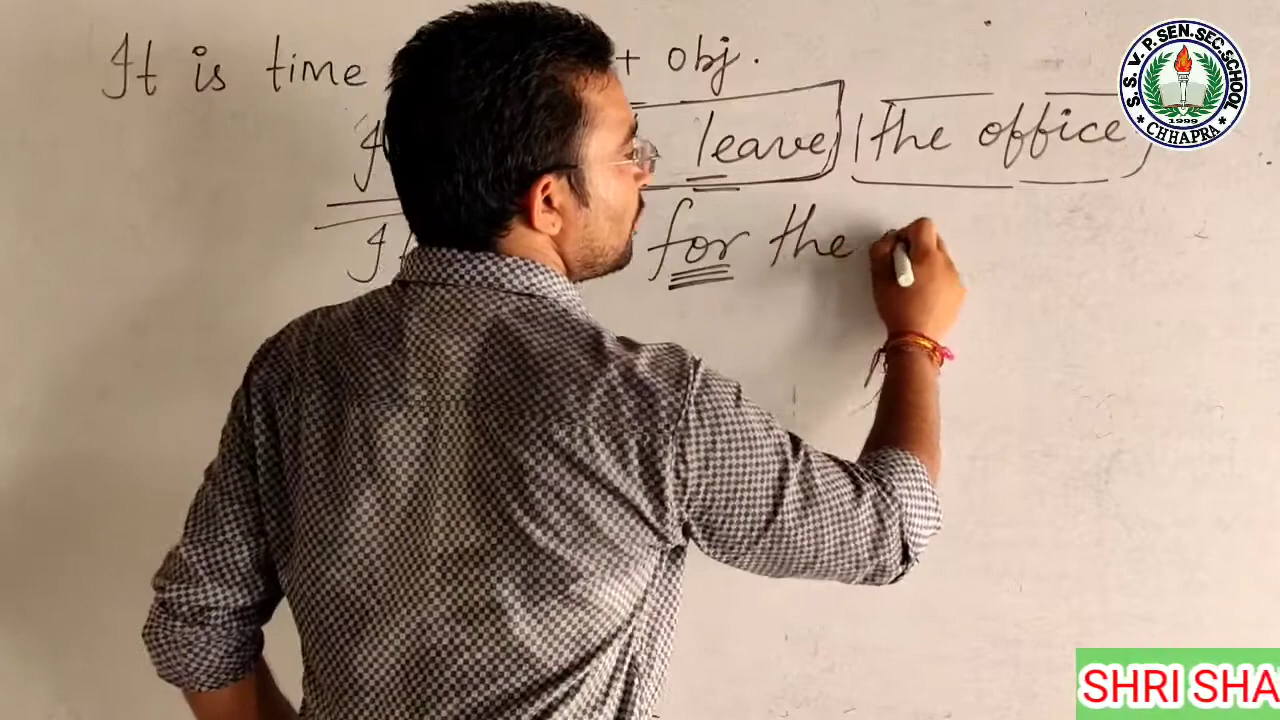 It is time + obj.
leave the office
for the
S. S. V. P. SEN. SEC. SCHOOL
1999
CHHAPRA
SHRI SHA